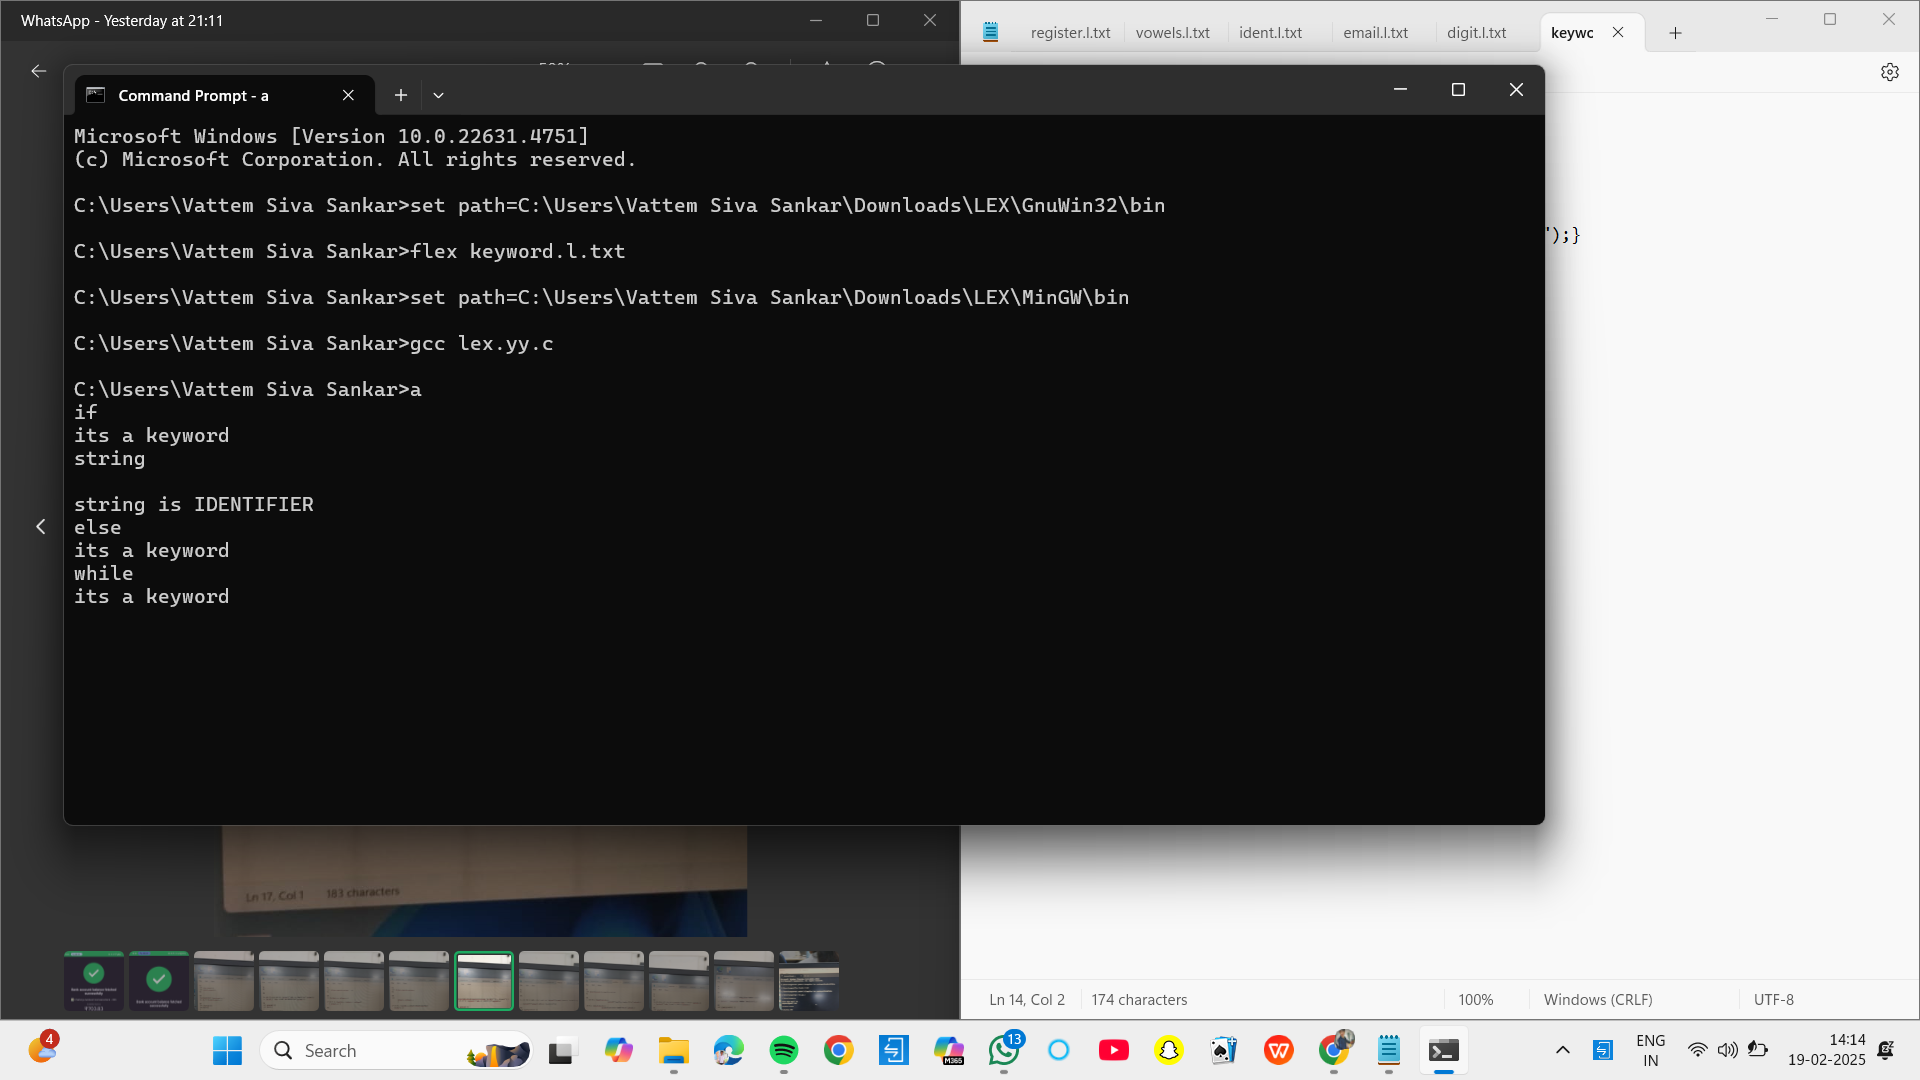 WhatsApp - Yesterday at 21:11
register.l.txt
vowels.l.txt
ident.l.txt
email.l.txt
digit.l.txt
keywc
Command Prompt - a
Microsoft Windows [Version 10.0.22631.4751]
(c) Microsoft Corporation. All rights reserved.
C:\Users\Vattem Siva Sankar>set path=C:\Users\Vattem Siva Sankar\Downloads\LEX\GnuWin32\bin
C:\Users\Vattem Siva Sankar>flex keyword.l.txt
C:\Users\Vattem Siva Sankar>set path=C:\Users\Vattem Siva Sankar\Downloads\LEX\MinGW\bin
C:\Users\Vattem Siva Sankar>gcc lex.yy.c
C:\Users\Vattem Siva Sankar>a
if
its a keyword
string
string is IDENTIFIER
else
its a keyword
while
its a keyword
");}
Ln 17, Col 1 183 characters
Ln 14, Col 2
174 characters
100%
Windows (CRLF)
UTF-8
4
Search
M365
13
ENG
IN
14:14
19-02-2025